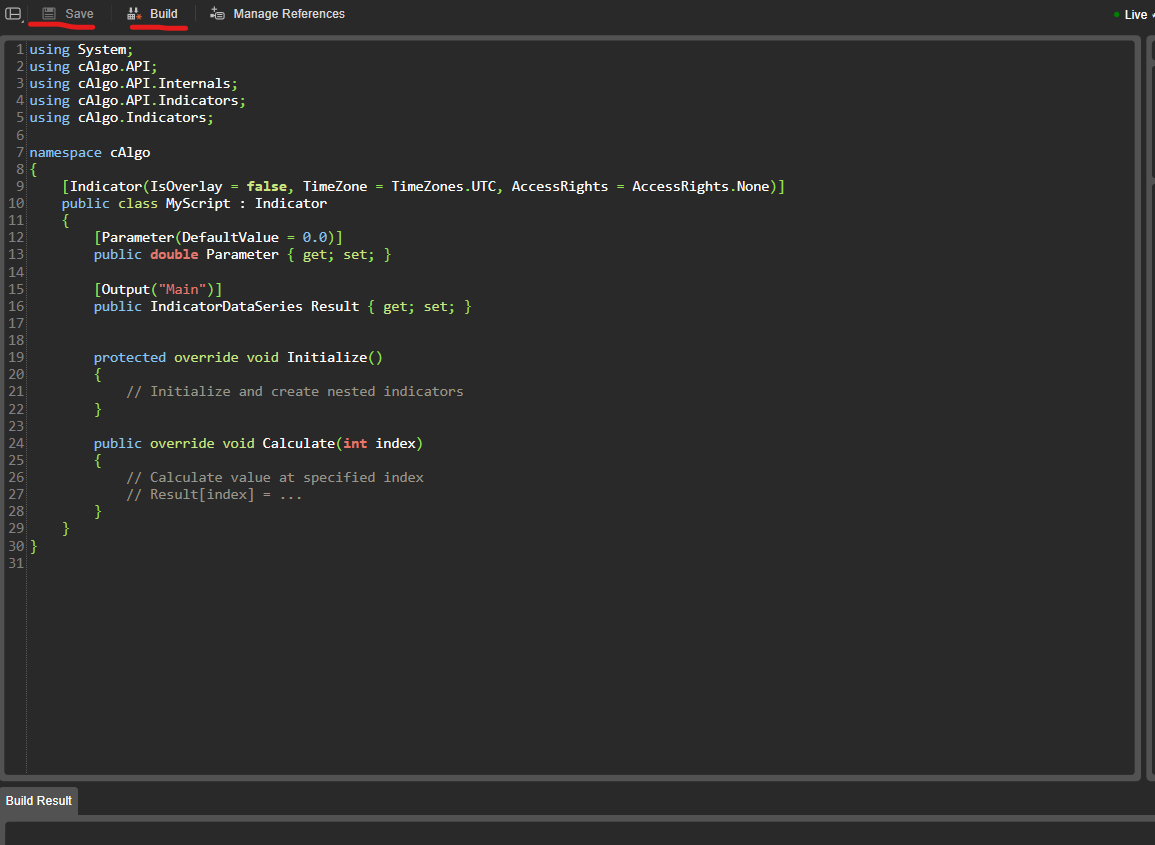 Save Build Manage References Live
1 using System;
2 using cAlgo.API;
3 using cAlgo.API.Internals;
4 using cAlgo.API.Indicators;
5 using cAlgo.Indicators;
6
7 namespace cAlgo
8 {
9     [Indicator(IsOverlay = false, TimeZone = TimeZones.UTC, AccessRights = AccessRights.None)]
10     public class MyScript : Indicator
11     {
12         [Parameter(DefaultValue = 0.0)]
13         public double Parameter { get; set; }
14
15         [Output("Main")]
16         public IndicatorDataSeries Result { get; set; }
17
18
19         protected override void Initialize()
20         {
21             // Initialize and create nested indicators
22         }
23
24         public override void Calculate(int index)
25         {
26             // Calculate value at specified index
27             // Result[index] = ...
28         }
29     }
30 }
31
Build Result